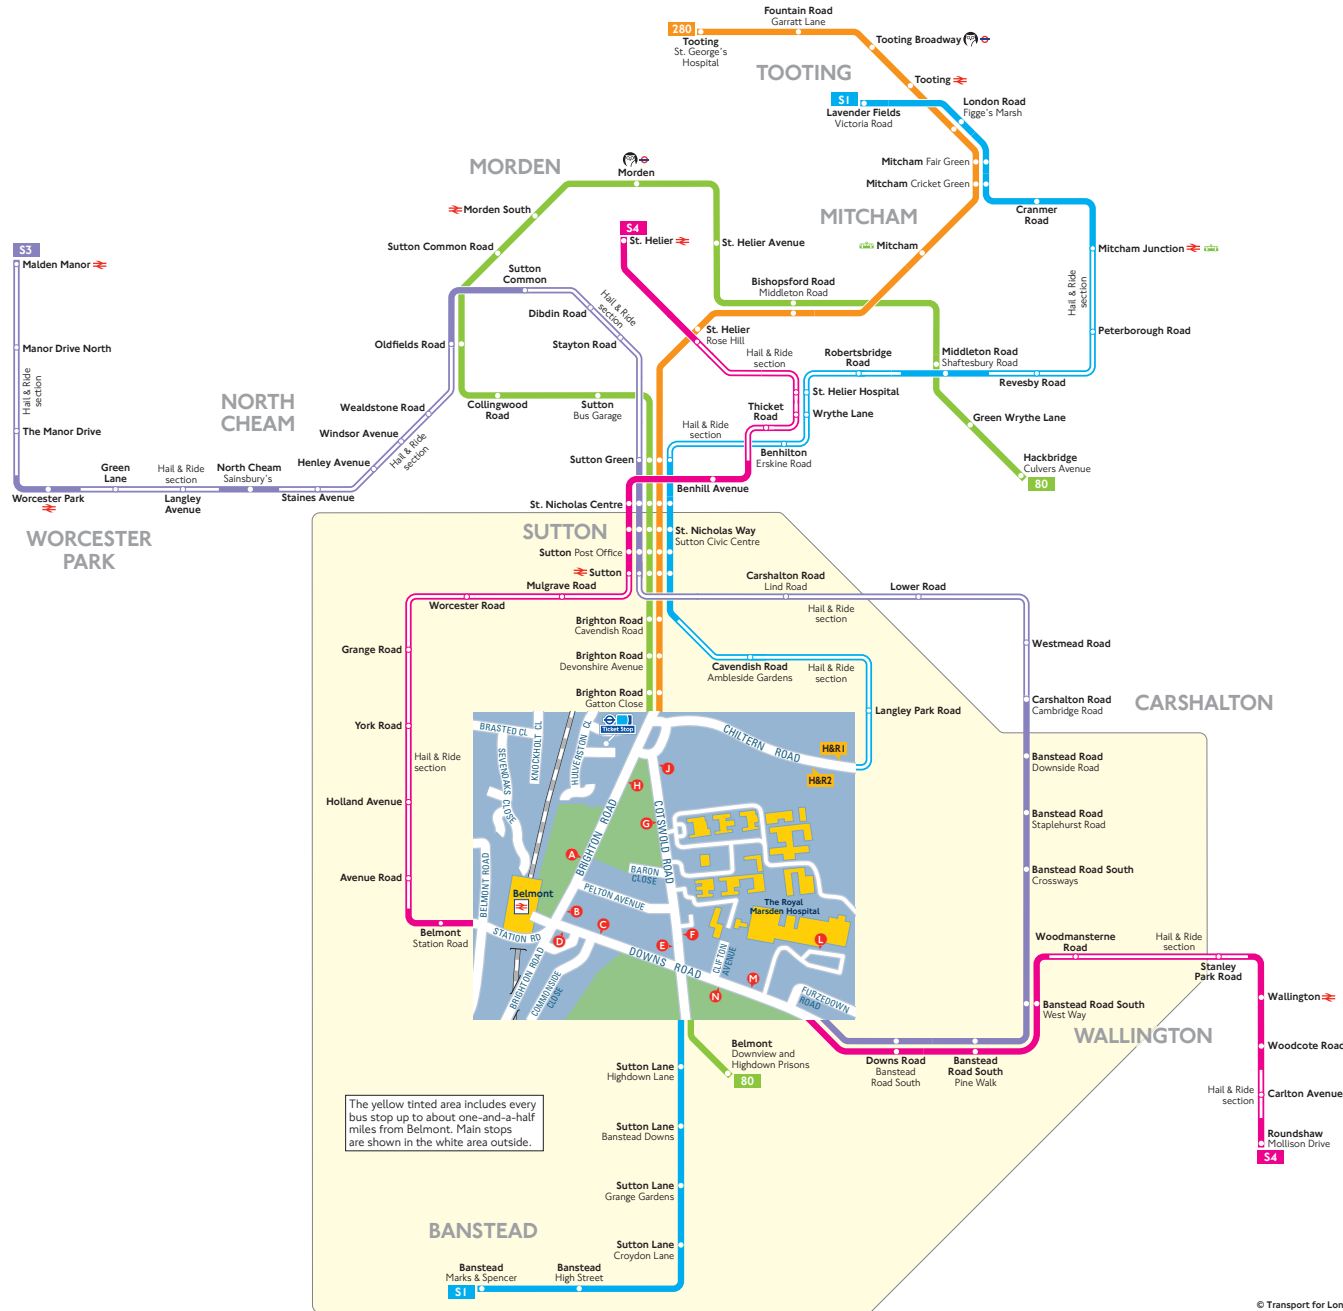 Fountain Road
Garratt Lane
280
Tooting
St. George's
Hospital
Tooting Broadway
TOOTING
Tooting
S1
Lavender Fields
Victoria Road
London Road
Figge's Marsh
MORDEN
Morden
Mitcham Fair Green
Mitcham Cricket Green
Morden South
MITCHAM
Cranmer
Road
S4
St. Helier
St. Helier Avenue
Sutton Common Road
Mitcham
Mitcham Junction
S3
Malden Manor
Sutton
Common
Hail & Ride
section
Bishopsford Road
Middleton Road
Hail & Ride
section
Dibdin Road
Stayton Road
St. Helier
Rose Hill
Peterborough Road
Manor Drive North
Oldfields Road
Hail & Ride
section
Robertsbridge
Road
Middleton Road
Shaftesbury Road
Revesby Road
Hail & Ride
section
NORTH
CHEAM
Wealdstone Road
Collingwood
Road
Sutton
Bus Garage
St. Helier Hospital
Thicket
Road
Wrythe Lane
Green Wrythe Lane
The Manor Drive
Windsor Avenue
Hail & Ride
section
Hail & Ride
section
Henley Avenue
Sutton Green
Benhilton
Erskine Road
Hackbridge
Culvers Avenue
80
Green
Lane
Hail & Ride
section
North Cheam
Sainsbury's
Worcester Park
Langley
Avenue
Staines Avenue
Benhill Avenue
WORCESTER
PARK
St. Nicholas Centre
SUTTON
St. Nicholas Way
Sutton Civic Centre
Sutton Post Office
Sutton
Mulgrave Road
Worcester Road
Carshalton Road
Lind Road
Lower Road
Hail & Ride
section
Brighton Road
Cavendish Road
Grange Road
Westmead Road
Brighton Road
Devonshire Avenue
Cavendish Road
Ambleside Gardens
Hail & Ride
section
Brighton Road
Gatton Close
Langley Park Road
Carshalton Road
Cambridge Road
CARSHALTON
York Road
Hail & Ride
section
BRASTED CL
KNOCKHOLT CL
SEVENOAKS CLOSE
HULVERSTON CL
Ticket Stop
CHILTERN ROAD
H&R1
H&R2
Banstead Road
Downside Road
J
H
Holland Avenue
BRIGHTON ROAD
COTSWOLD ROAD
G
Banstead Road
Staplehurst Road
A
BARON
CLOSE
Banstead Road South
Crossways
Avenue Road
BELMONT ROAD
Belmont
PELTON AVENUE
The Royal
Marsden Hospital
B
C
Belmont
Station Road
STATION RD
D
E
F
L
DOWNS ROAD
CLIFTON
AVENUE
M
N
BRIGHTON ROAD
COMMONSIDE
CLOSE
FURZEDOWN
ROAD
Woodmansterne
Road
Hail & Ride
section
Stanley
Park Road
Wallington
Banstead Road South
West Way
WALLINGTON
Woodcote Road
Belmont
Downview and
Highdown Prisons
80
Downs Road
Banstead
Road South
Banstead
Road South
Pine Walk
Sutton Lane
Highdown Lane
Hail & Ride
section
Carlton Avenue
The yellow tinted area includes every
bus stop up to about one-and-a-half
miles from Belmont. Main stops
are shown in the white area outside.
Sutton Lane
Banstead Downs
Roundshaw
Mollison Drive
S4
Sutton Lane
Grange Gardens
BANSTEAD
Sutton Lane
Croydon Lane
Banstead
Marks & Spencer
Banstead
High Street
S1
© Transport for Lon